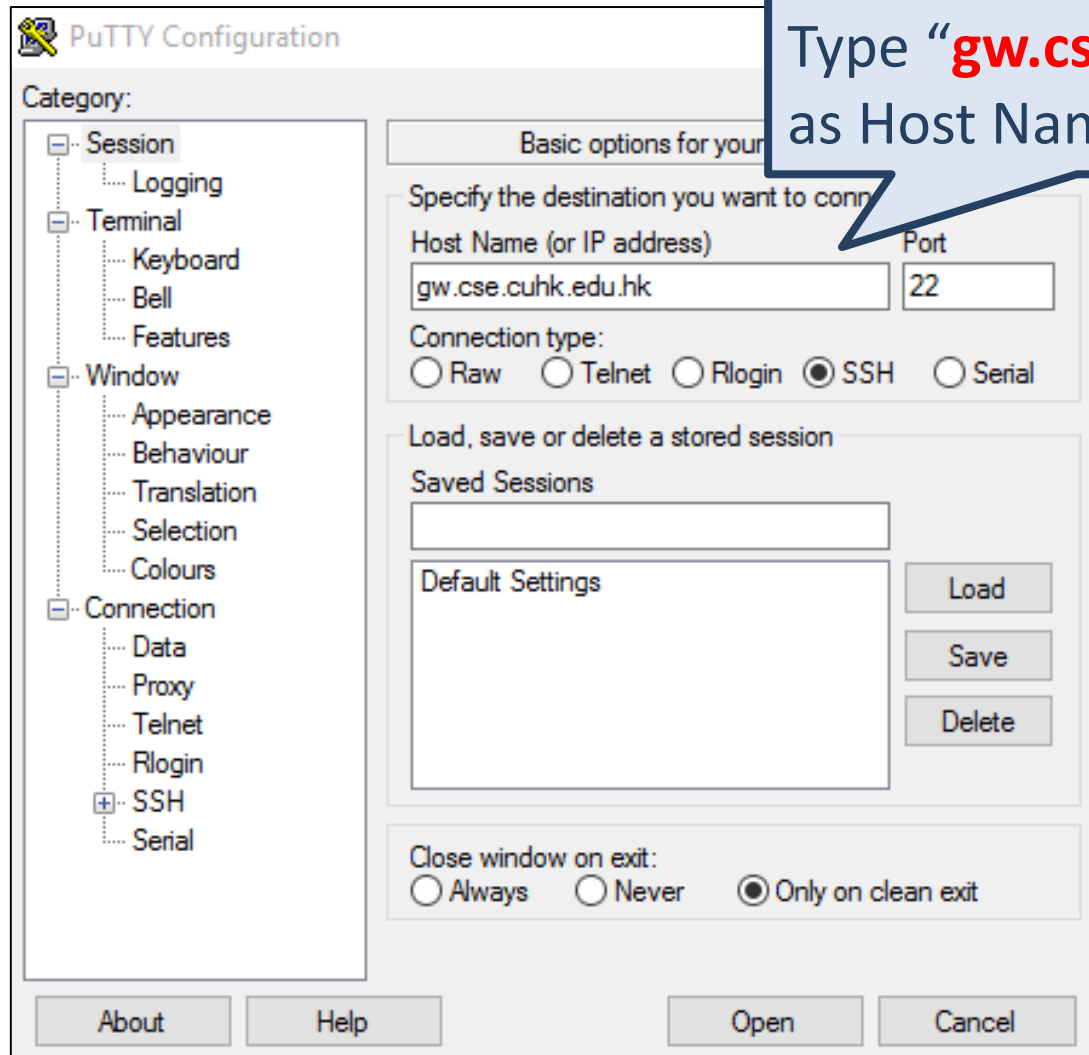 PuTTY Configuration
Type “gw.cs
as Host Nam
Category:
Session
Logging
Terminal
Keyboard
Bell
Features
Window
Appearance
Behaviour
Translation
Selection
Colours
Connection
Data
Proxy
Telnet
Rlogin
SSH
Serial
Basic options for your
Specify the destination you want to conn
Host Name (or IP address) Port
gw.cse.cuhk.edu.hk 22
Connection type:
Raw Telnet Rlogin SSH Serial
Load, save or delete a stored session
Saved Sessions
Default Settings
Load
Save
Delete
Close window on exit:
Always Never Only on clean exit
About Help Open Cancel